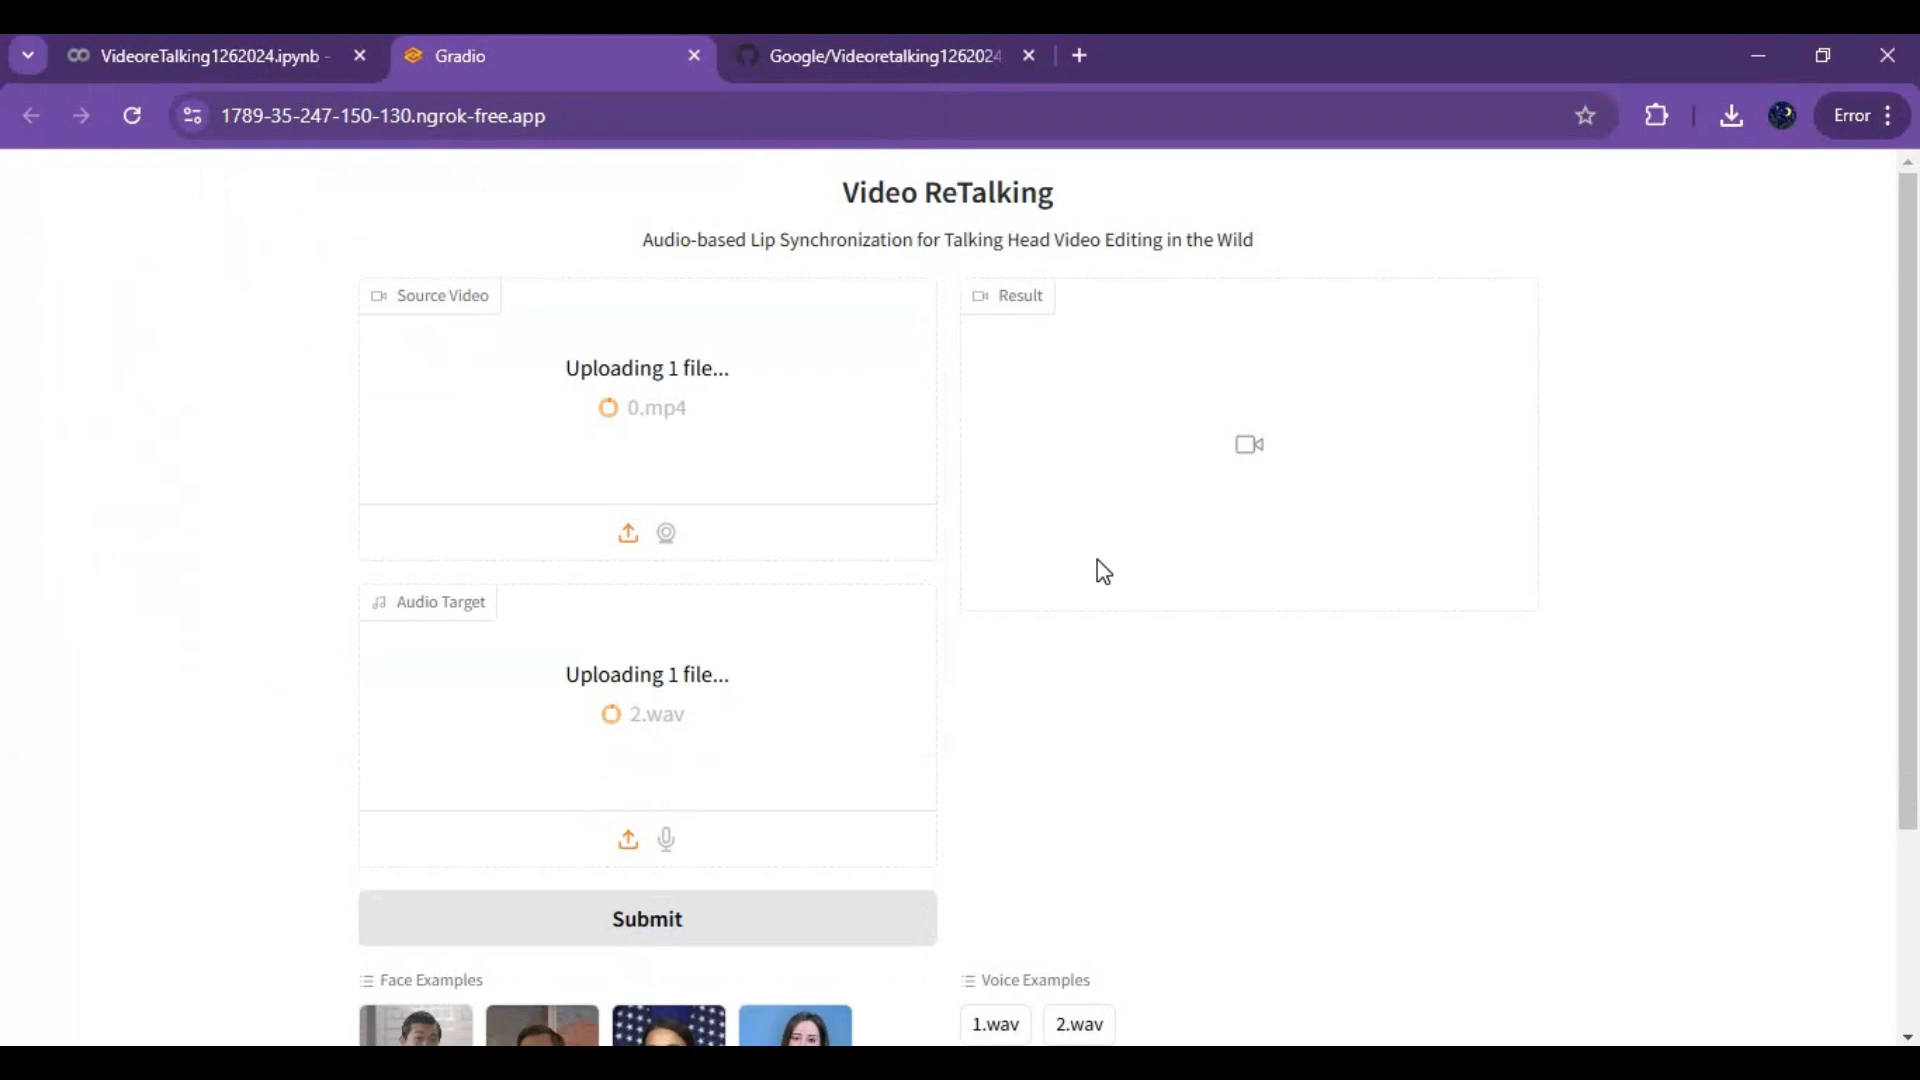 VideoreTalking1262024.ipynb -
Gradio
Google/Videoretalking1262024
1789-35-247-150-130.ngrok-free.app
Error
Video ReTalking
Audio-based Lip Synchronization for Talking Head Video Editing in the Wild
Source Video
Uploading 1 file...
0.mp4
Result
Audio Target
Uploading 1 file...
2.wav
Submit
Face Examples
Voice Examples
1.wav
2.wav